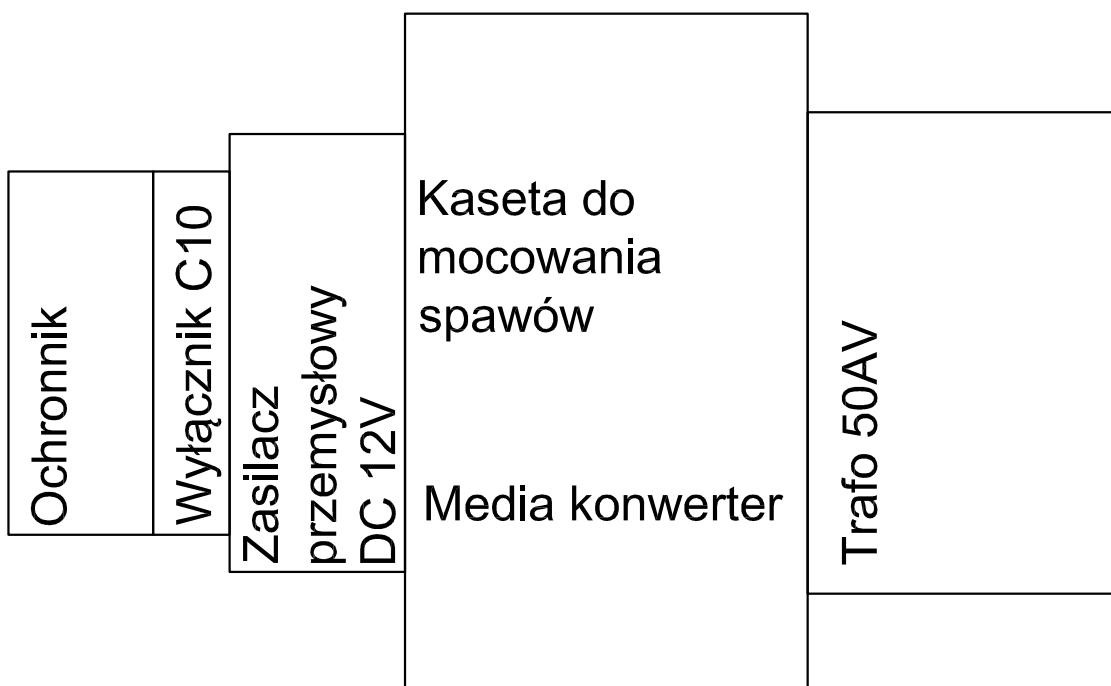 Ochronnik
Wyłącznik C10
Zasilacz
przemysłowy
DC 12V
Kaseta do
mocowania
spawów
Media konwerter
Trafo 50AV